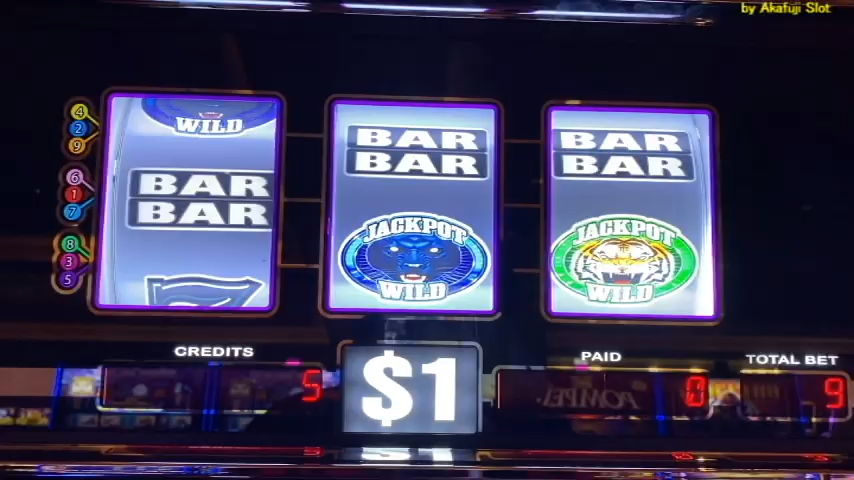 by Akafuji Slot
4
2
9
6
1
7
8
3
5
WILD
BAR
BAR
7
BAR
BAR
JACKPOT
WILD
BAR
BAR
JACKPOT
WILD
CREDITS
5
$1
PAID
0
TOTAL BET
9